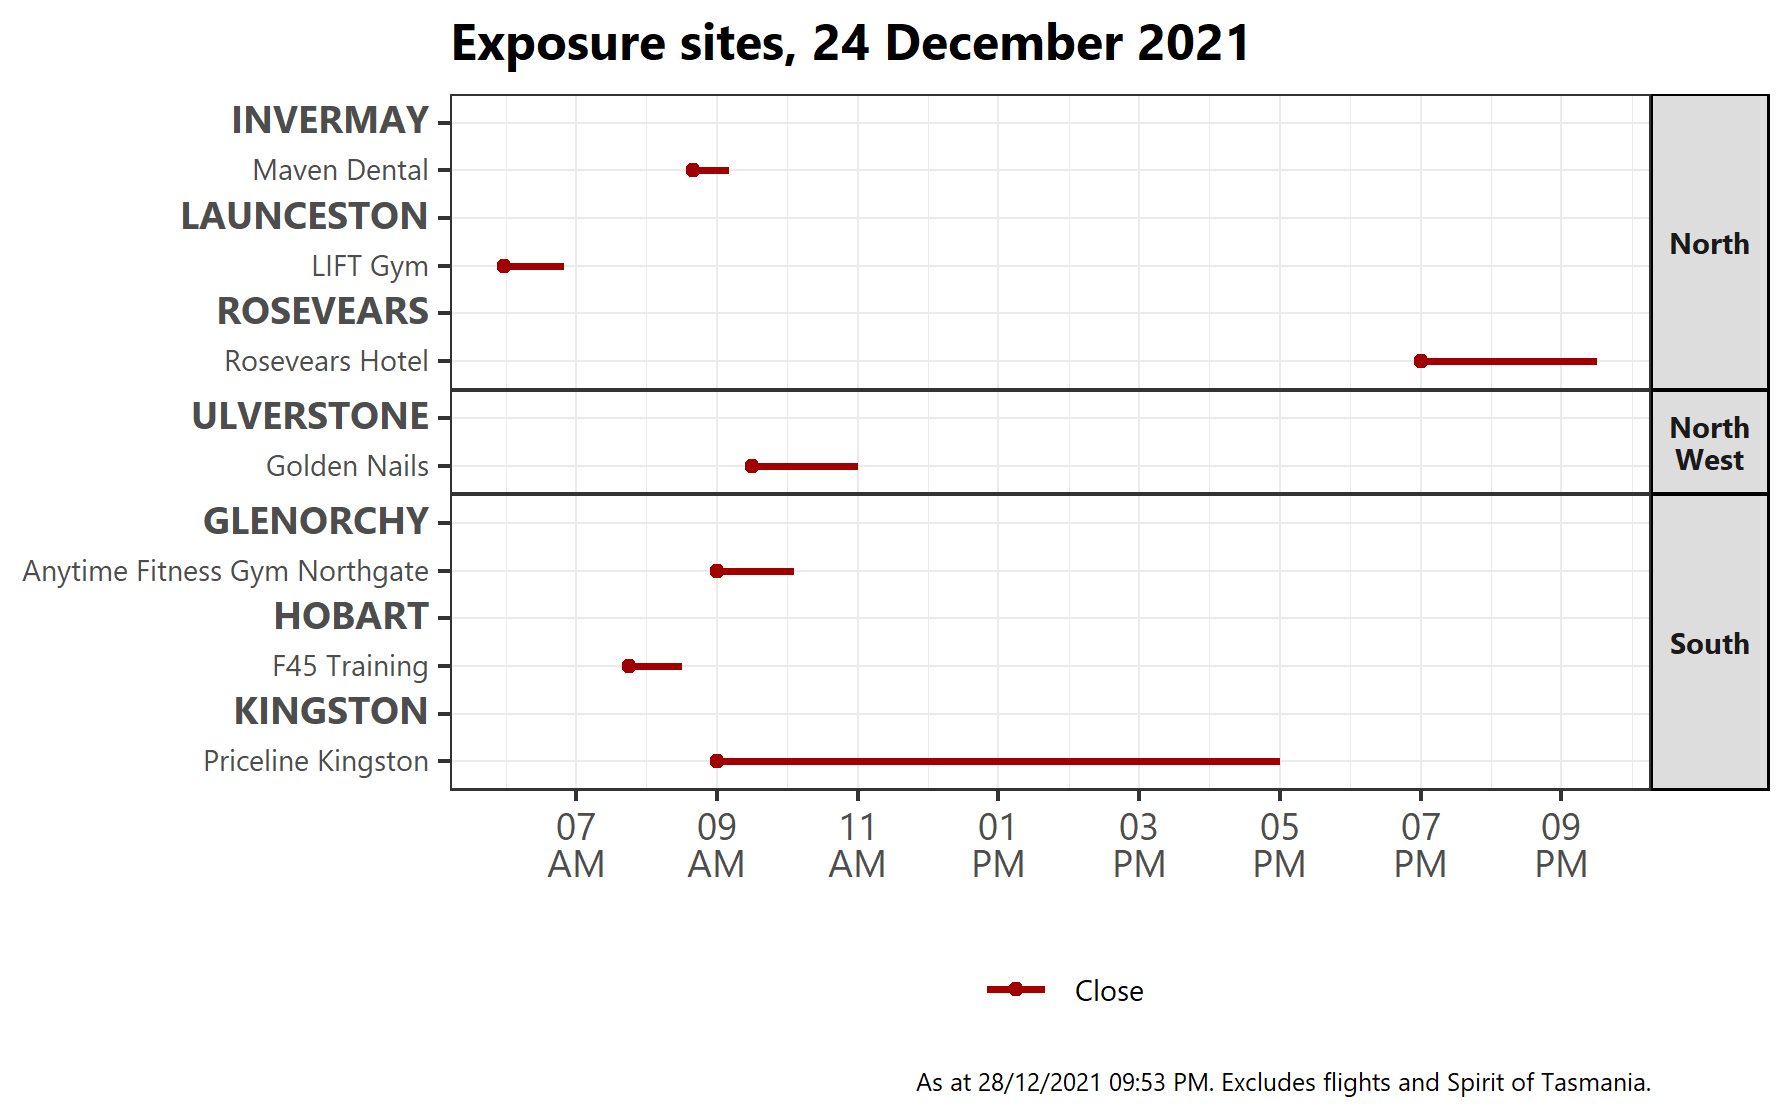 Exposure sites, 24 December 2021
INVERMAY
Maven Dental
LAUNCESTON
LIFT Gym
ROSEVEARS
Rosevears Hotel
North
ULVERSTONE
Golden Nails
North
West
GLENORCHY
Anytime Fitness Gym Northgate
HOBART
F45 Training
KINGSTON
Priceline Kingston
South
07 09 11 01 03 05 07 09
AM AM AM PM PM PM PM PM
Close
As at 28/12/2021 09:53 PM. Excludes flights and Spirit of Tasmania.